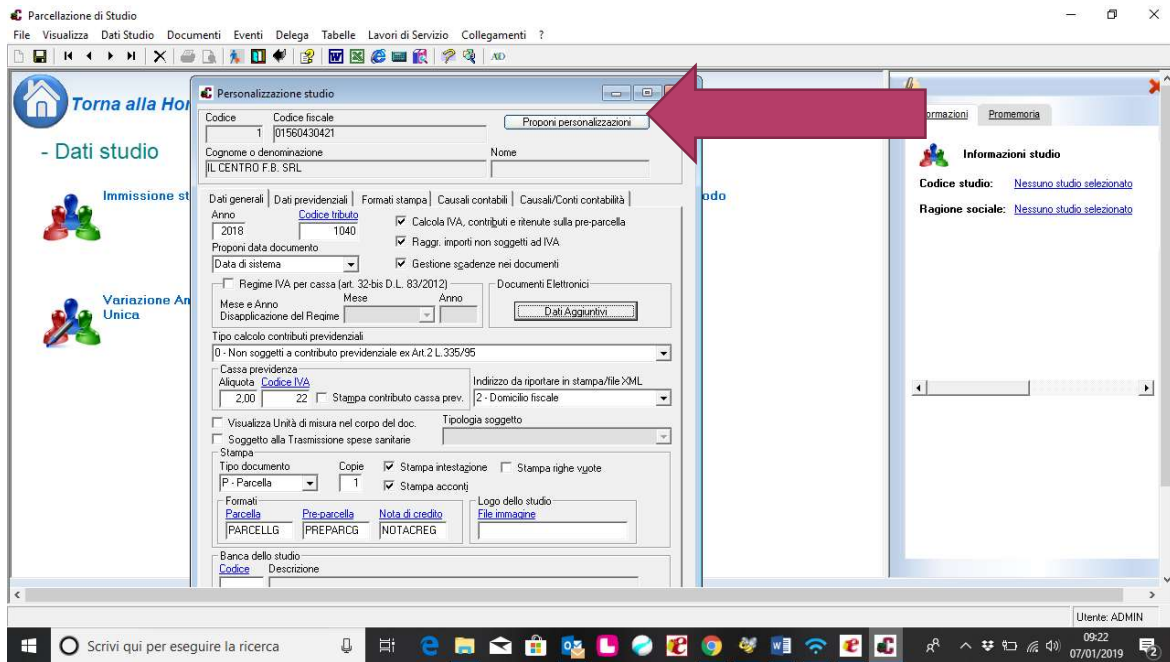 Parcellazione di Studio
File Visualizza Dati Studio Documenti Eventi Delega Tabelle Lavori di Servizio Collegamenti ?
Torna alla Hor
- Dati studio
Immissione st
odo
Variazione An
Unica
Personalizzazione studio
Codice Codice fiscale
1 01560430421
Proponi personalizzazioni
Cognome o denominazione Nome
IL CENTRO F.B. SRL
Dati generali Dati previdenziali Formati stampa Causali contabili Causali/Conti contabilità
Anno Codice tributo
2018 1040
Calcola IVA, contributi e ritenute sulla pre-parcella
Raggr. importi non soggetti ad IVA
Proponi data documento
Data di sistema
Gestione scadenze nei documenti
Regime IVA per cassa (art. 32-bis D.L. 83/2012)
Mese e Anno Mese Anno
Disapplicazione del Regime
Documenti Elettronici
Dati Aggiuntivi
Tipo calcolo contributi previdenziali
0 - Non soggetti a contributo previdenziale ex Art.2 L.335/95
Cassa previdenza
Aliquota Codice IVA
2,00 22 Stampa contributo cassa prev.
Indirizzo da riportare in stampa/file XML
2 - Domicilio fiscale
Visualizza Unità di misura nel corpo del doc.
Soggetto alla Trasmissione spese sanitarie
Tipologia soggetto
Stampa
Tipo documento Copie
P - Parcella 1
Stampa intestazione Stampa righe vuote
Stampa acconti
Formati
Parcella Pre-parcella Nota di credito
PARCELLG PREPARCG NOTACREG
Logo dello studio
File immagine
Banca dello studio
Codice Descrizione
ormazioni Promemoria
Informazioni studio
Codice studio: Nessuno studio selezionato
Ragione sociale: Nessuno studio selezionato
Utente: ADMIN
Scrivi qui per eseguire la ricerca
09:22
07/01/2019